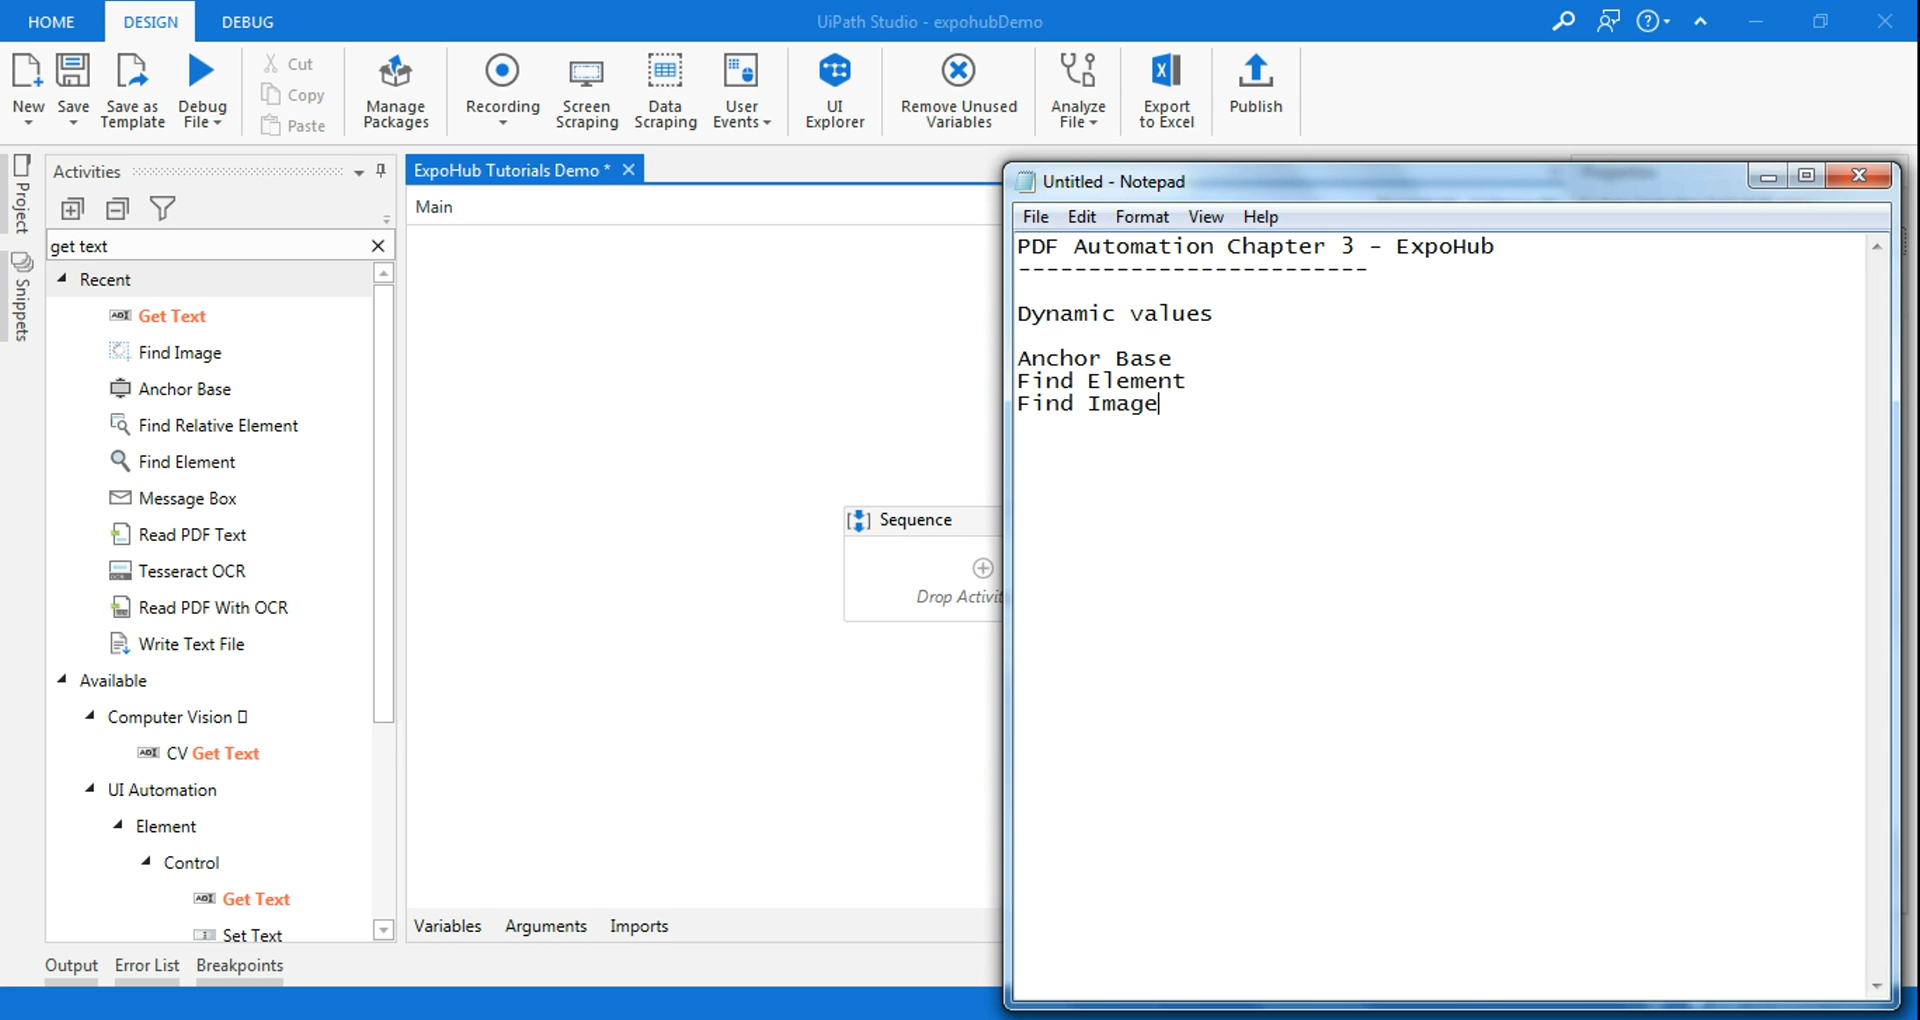 HOME DESIGN DEBUG UiPath Studio - expohubDemo
New Save Save as Template Debug File Cut Copy Paste Manage Packages Recording Screen Scraping Data Scraping User Events UI Explorer Remove Unused Variables Analyze File Export to Excel Publish
Project
Snippets
Activities
get text
Recent
Get Text
Find Image
Anchor Base
Find Relative Element
Find Element
Message Box
Read PDF Text
Tesseract OCR
Read PDF With OCR
Write Text File
Available
Computer Vision
CV Get Text
UI Automation
Element
Control
Get Text
Set Text
ExpoHub Tutorials Demo *
Main
Sequence
Variables Arguments Imports
Output Error List Breakpoints
Untitled - Notepad
File Edit Format View Help
PDF Automation Chapter 3 - ExpoHub
-------------------------
Dynamic values
Anchor Base
Find Element
Find Image